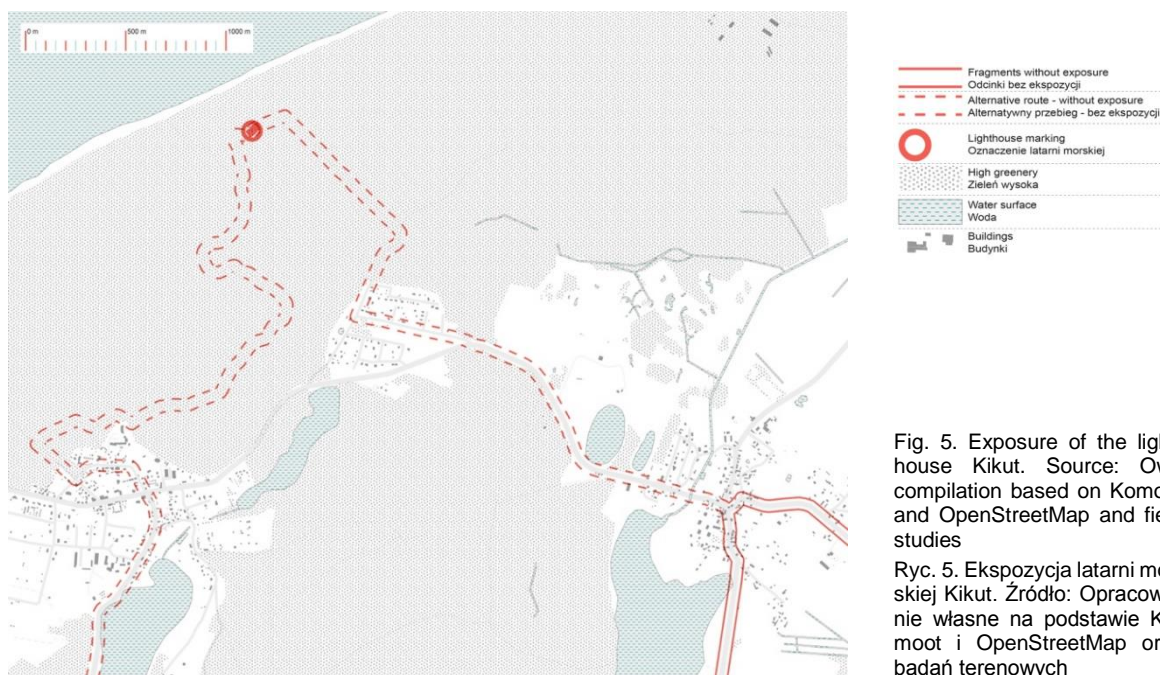 0 m 500 m 1000 m
Fragments without exposure
Odcinki bez ekspozycji
Alternative route - without exposure
Alternatywny przebieg - bez ekspozycji
Lighthouse marking
Oznaczenie latarni morskiej
High greenery
Zieleń wysoka
Water surface
Woda
Buildings
Budynki
Fig. 5. Exposure of the lig
house Kikut. Source: Ow
compilation based on Komo
and OpenStreetMap and fie
studies
Ryc. 5. Ekspozycja latarni mo
skiej Kikut. Źródło: Opracow
nie własne na podstawie K
moot i OpenStreetMap or
badań terenowych